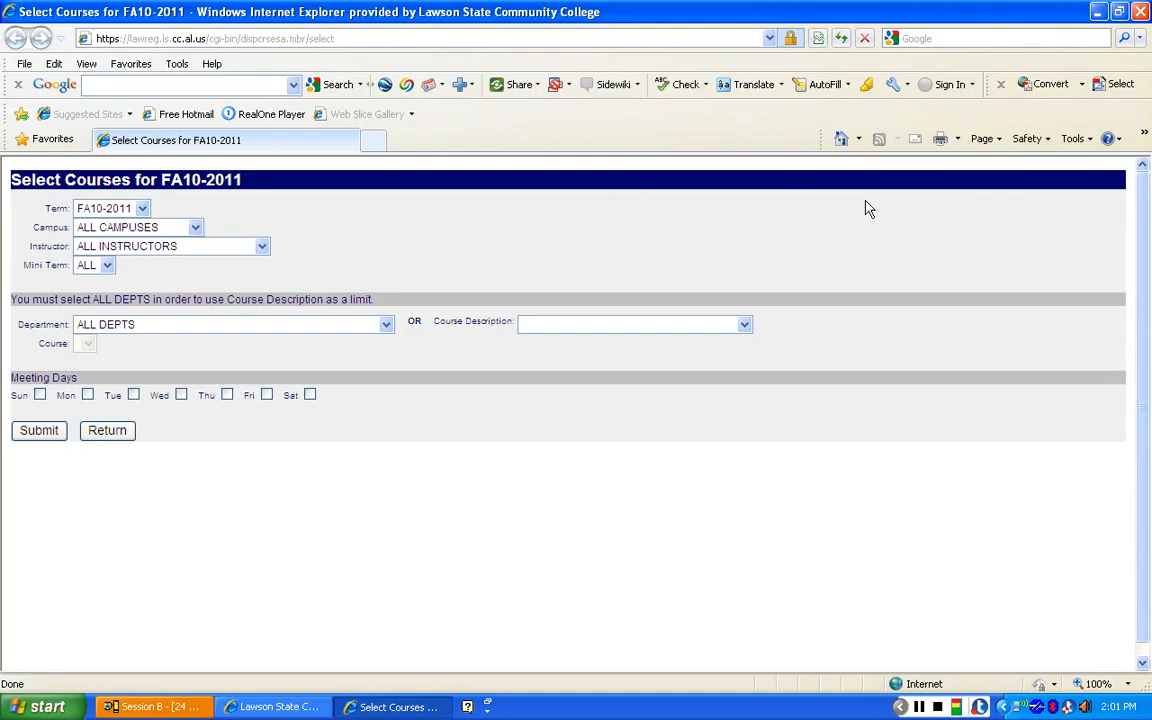 Select Courses for FA10-2011 - Windows Internet Explorer provided by Lawson State Community College
https://lawreg.ls.cc.al.us/cgi-bin/dispcrsesa.mbr/select
Google
File Edit View Favorites Tools Help
Google Search Share Sidewiki Check Translate AutoFill Sign In Convert Select
Suggested Sites Free Hotmail RealOne Player Web Slice Gallery
Favorites Select Courses for FA10-2011 Page Safety Tools
Select Courses for FA10-2011
Term: FA10-2011
Campus: ALL CAMPUSES
Instructor: ALL INSTRUCTORS
Mini Term: ALL
You must select ALL DEPTS in order to use Course Description as a limit.
Department: ALL DEPTS OR Course Description:
Course:
Meeting Days
Sun Mon Tue Wed Thu Fri Sat
Submit Return
Done Internet 100%
start Session B - [24 ... Lawson State C... Select Courses ... 2:01 PM